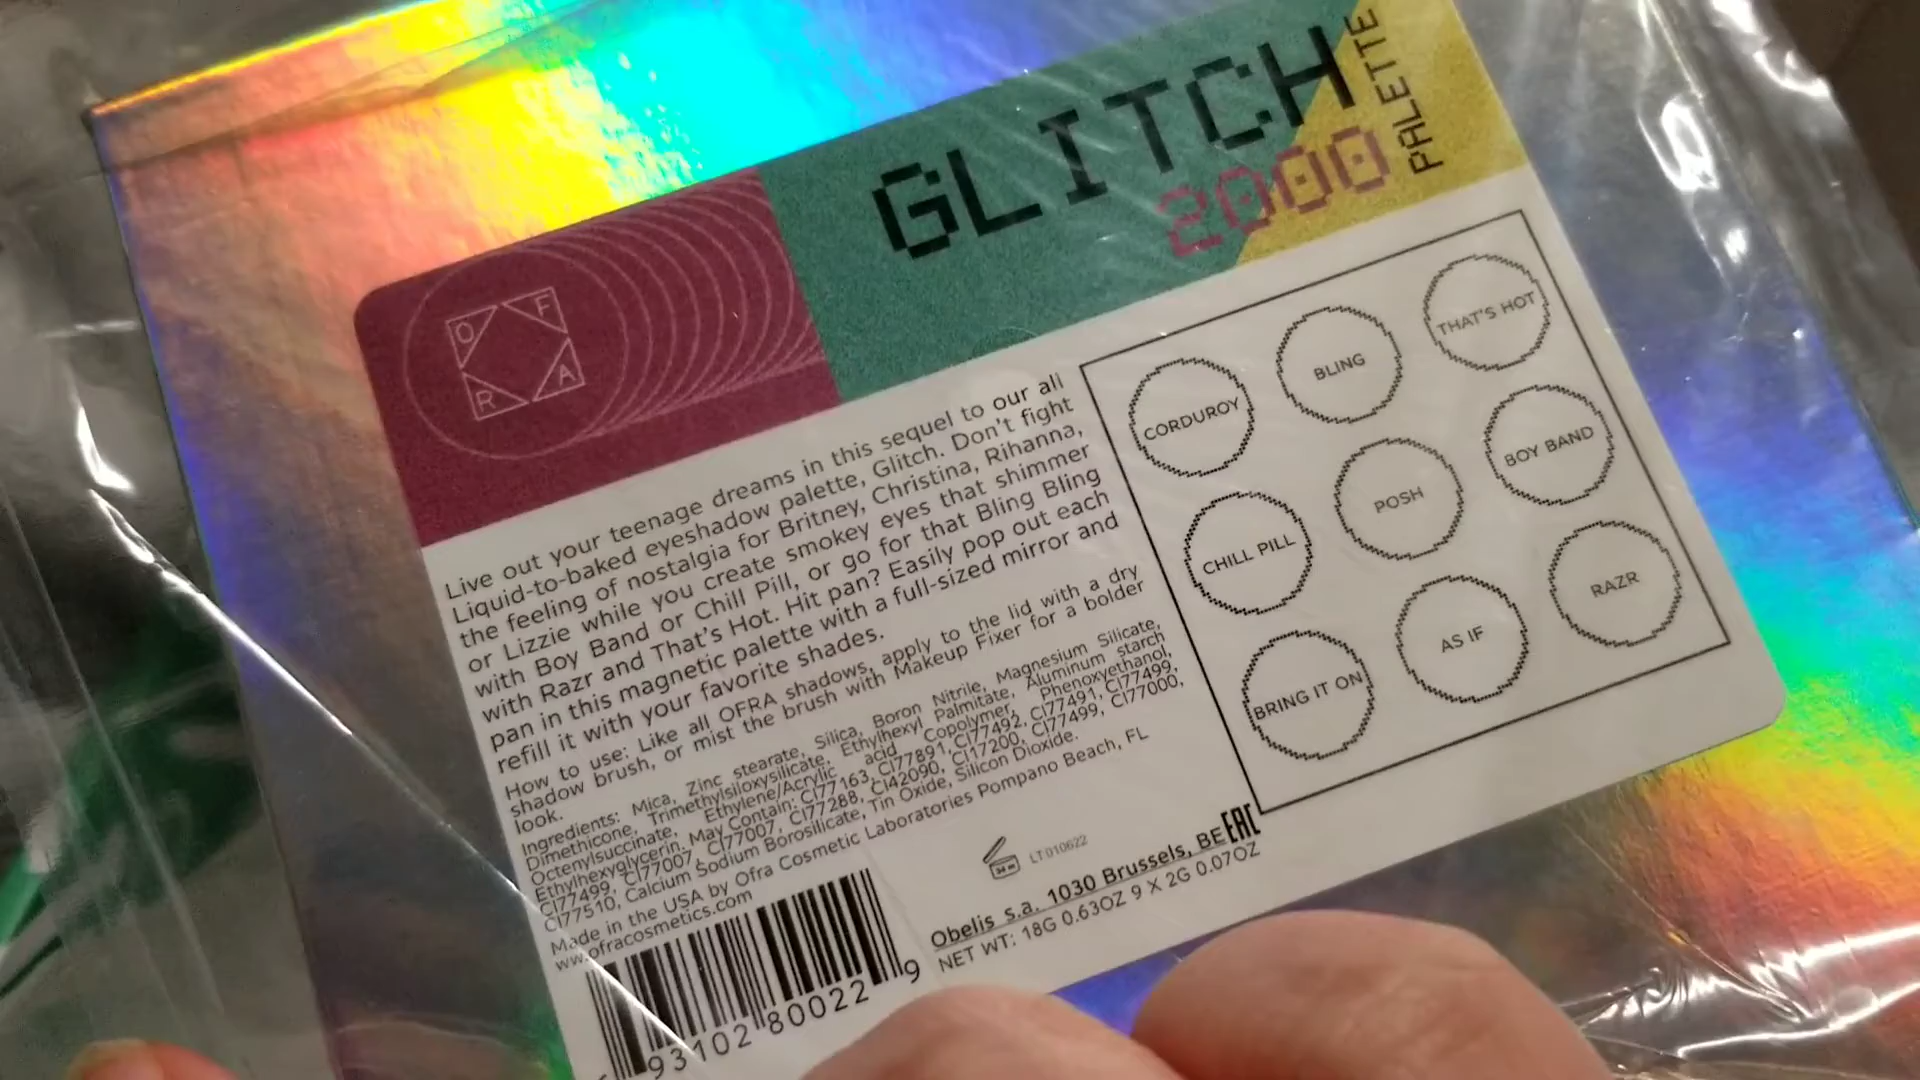 OFRA
GLITCH
2000
PALETTE
Live out your teenage dreams in this sequel to our all
Liquid-to-baked eyeshadow palette, Glitch. Don't fight
the feeling of nostalgia for Britney, Christina, Rihanna,
or Lizzie while you create smokey eyes that shimmer
with Boy Band or Chill Pill, or go for that Bling Bling
with Razr and That's Hot. Hit pan? Easily pop out each
pan in this magnetic palette with a full-sized mirror and
refill it with your favorite shades.
How to use: Like all OFRA shadows, apply to the lid with a dry
shadow brush, or mist the brush with Makeup Fixer for a bolder
look.
Ingredients: Mica, Zinc stearate, Silica, Boron Nitrile, Magnesium Silicate,
Dimethicone, Trimethylsiloxysilicate, Ethylhexyl Palmitate, Aluminum starch
Octenylsuccinate, Ethylene/Acrylic acid Copolymer, Phenoxyethanol,
Ethylhexyglycerin. May Contain: CI77163, CI77891, CI77492, CI77491, CI77499,
CI77499, CI77007, CI77007, CI77288, CI42090, CI17200, CI77499, CI77000,
CI77510, Calcium Sodium Borosilicate, Tin Oxide, Silicon Dioxide.
Made in the USA by Ofra Cosmetic Laboratories Pompano Beach, FL
www.ofracosmetics.com
93102 80022 9
LT010622
Obelis s.a. 1030 Brussels, BE EAC
NET WT: 18G 0.63OZ 9 X 2G 0.07OZ
CORDUROY
BLING
THAT'S HOT
CHILL PILL
POSH
BOY BAND
BRING IT ON
AS IF
RAZR